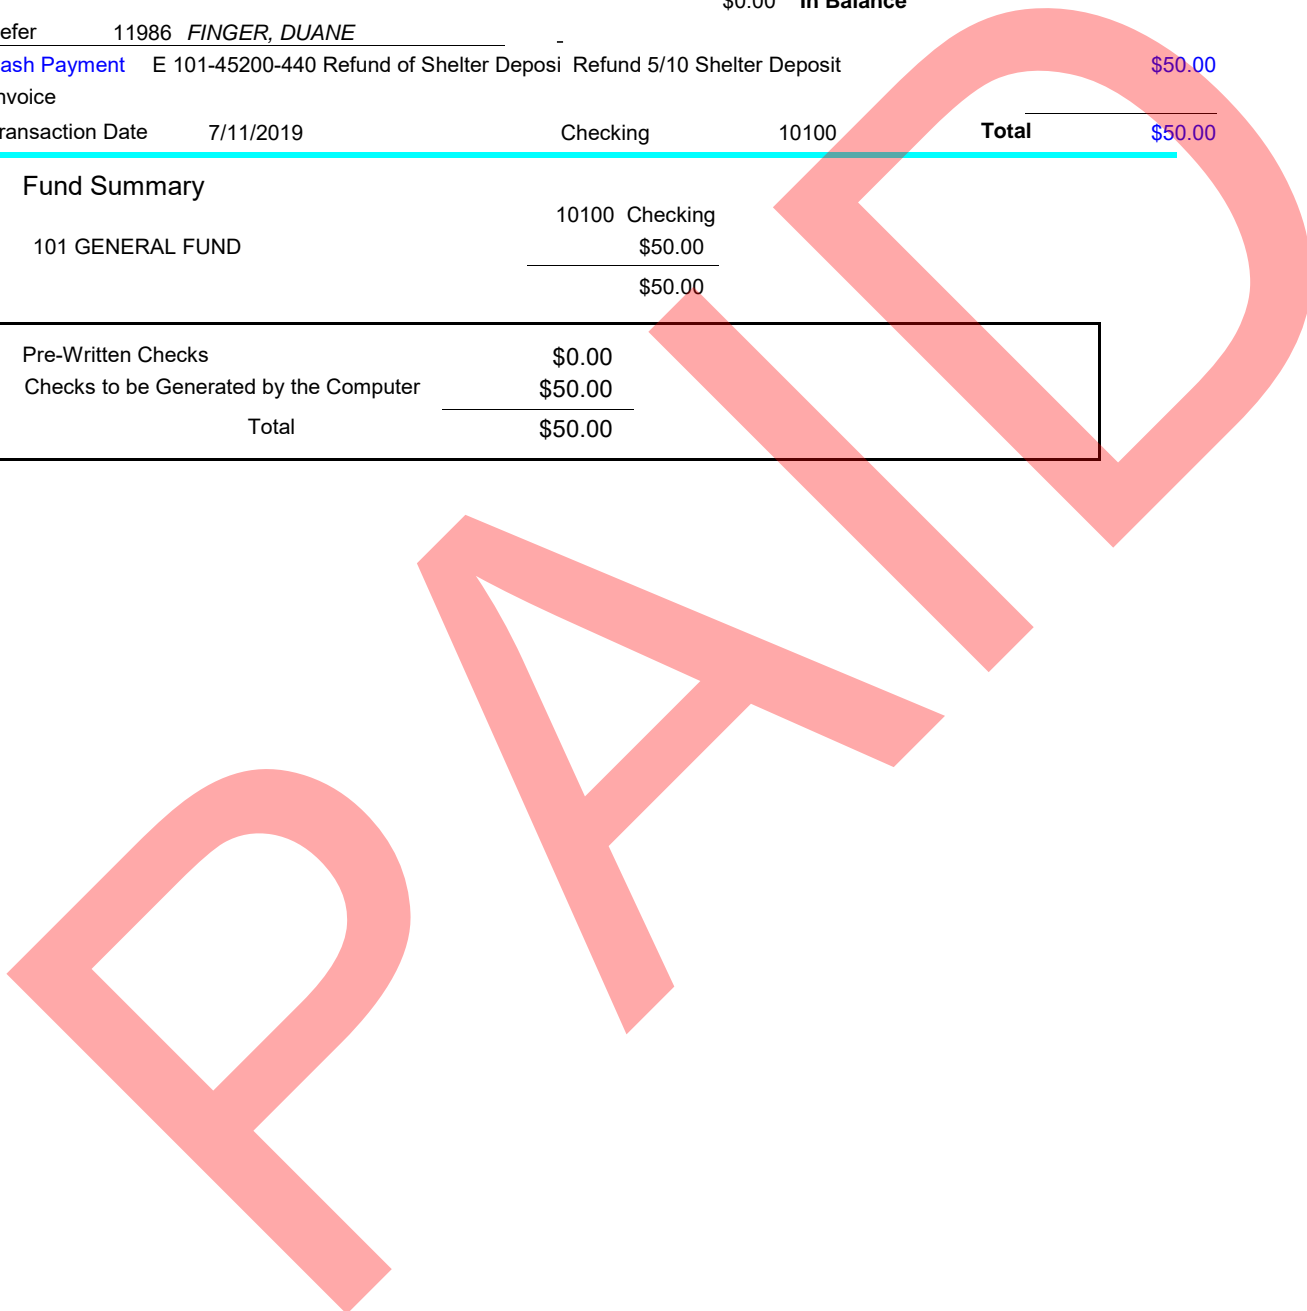 $0.00 In Balance
efer 11986 FINGER, DUANE -
ash Payment E 101-45200-440 Refund of Shelter Deposi Refund 5/10 Shelter Deposit $50.00
nvoice
ransaction Date 7/11/2019 Checking 10100 Total $50.00
Fund Summary
10100 Checking
101 GENERAL FUND $50.00
$50.00
Pre-Written Checks $0.00
Checks to be Generated by the Computer $50.00
Total $50.00
PAID